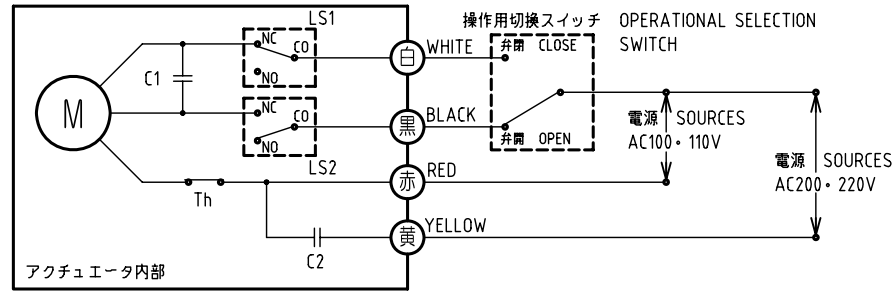 LS1
NC
CO
NO
C1
M
NC
CO
NO
LS2
Th
C2
アクチュエータ内部
白 WHITE
黒 BLACK
赤 RED
黄 YELLOW
操作用切換スイッチ OPERATIONAL SELECTION
SWITCH
弁閉 CLOSE
弁開 OPEN
電源 SOURCES
AC100・110V
電源 SOURCES
AC200・220V